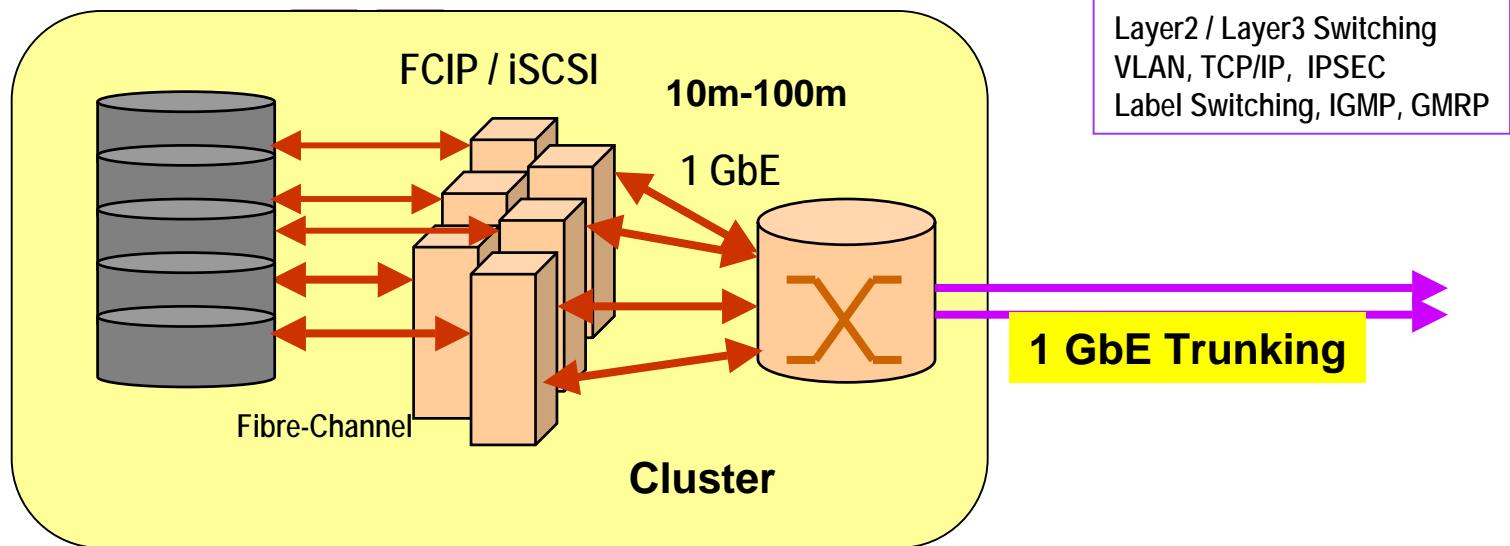 Layer2 / Layer3 Switching
VLAN, TCP/IP, IPSEC
Label Switching, IGMP, GMRP
FCIP / iSCSI
10m-100m
1 GbE
1 GbE Trunking
Fibre-Channel
Cluster